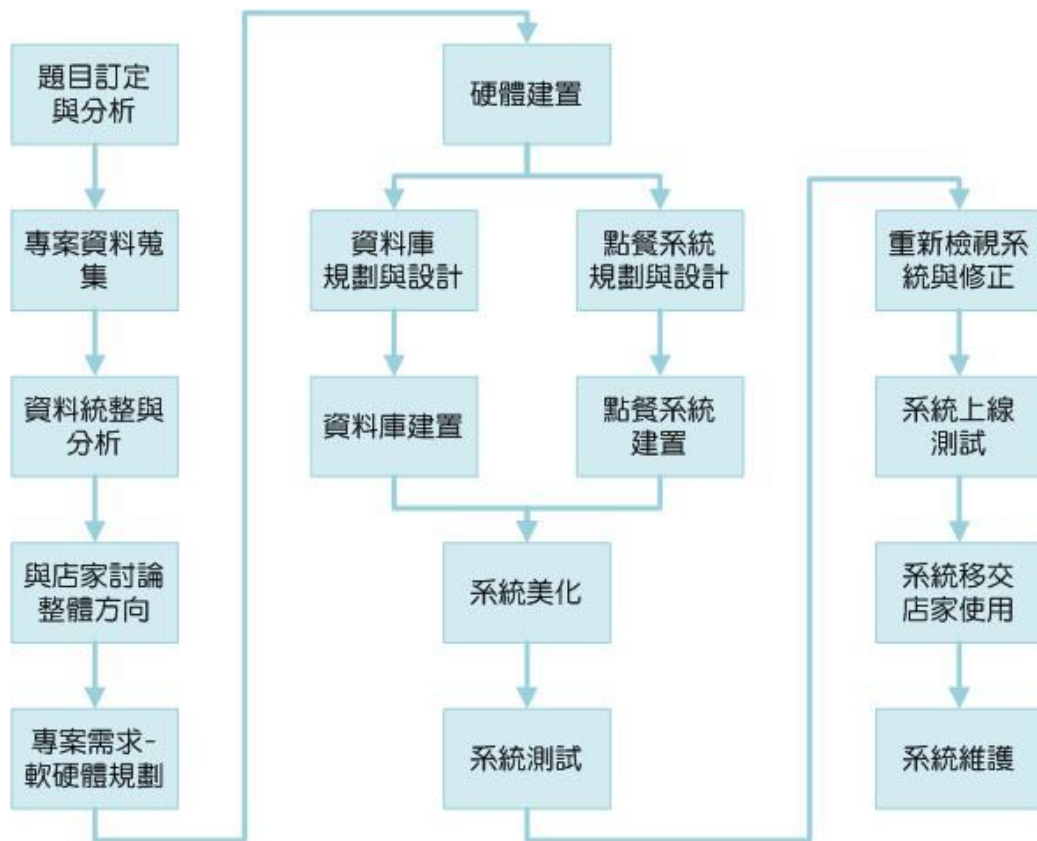 題目訂定
與分析
專案資料蒐
集
資料統整與
分析
與店家討論
整體方向
專案需求-
軟硬體規劃
硬體建置
資料庫
規劃與設計
點餐系統
規劃與設計
資料庫建置
點餐系統
建置
系統美化
系統測試
重新檢視系
統與修正
系統上線
測試
系統移交
店家使用
系統維護